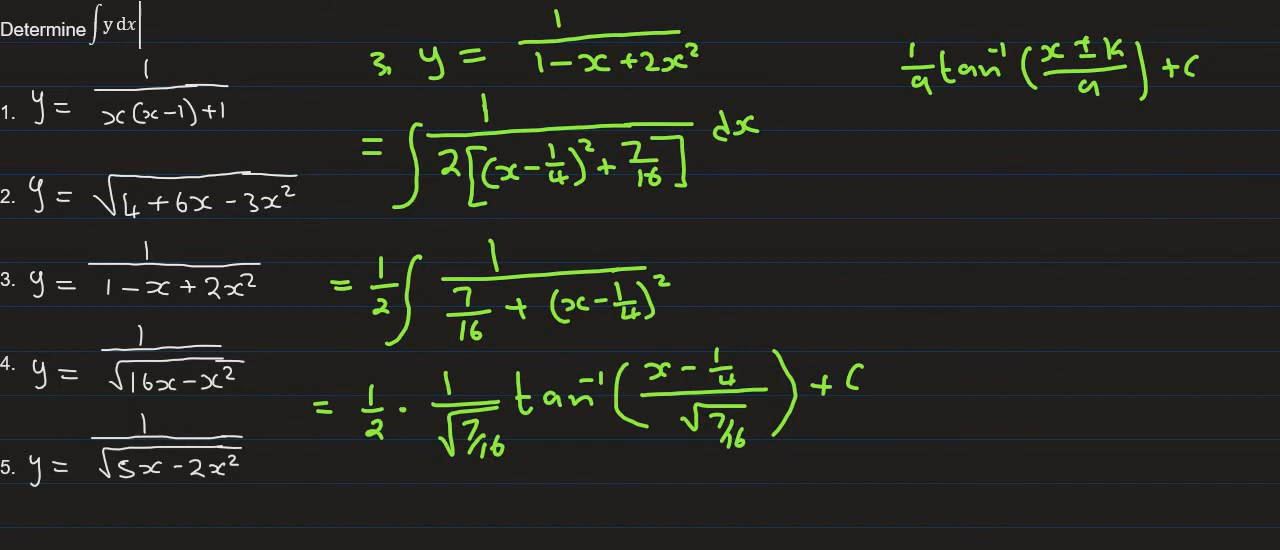 Determine ∫ y dx
1. y = 1/(x(x-1)+1)
2. y = √(4 + 6x - 3x²)
3. y = 1/(1 - x + 2x²)
4. y = 1/√(16x - x²)
5. y = 1/√(5x - 2x²)
3, y = 1/(1 - x + 2x²)
= ∫ 1/(2[(x - 1/4)² + 7/16]) dx
= 1/2 ∫ 1/(7/16 + (x - 1/4)²)
= 1/2 · 1/√(7/16) tan⁻¹((x - 1/4)/√(7/16)) + C
1/a tan⁻¹((x ± k)/a) + C